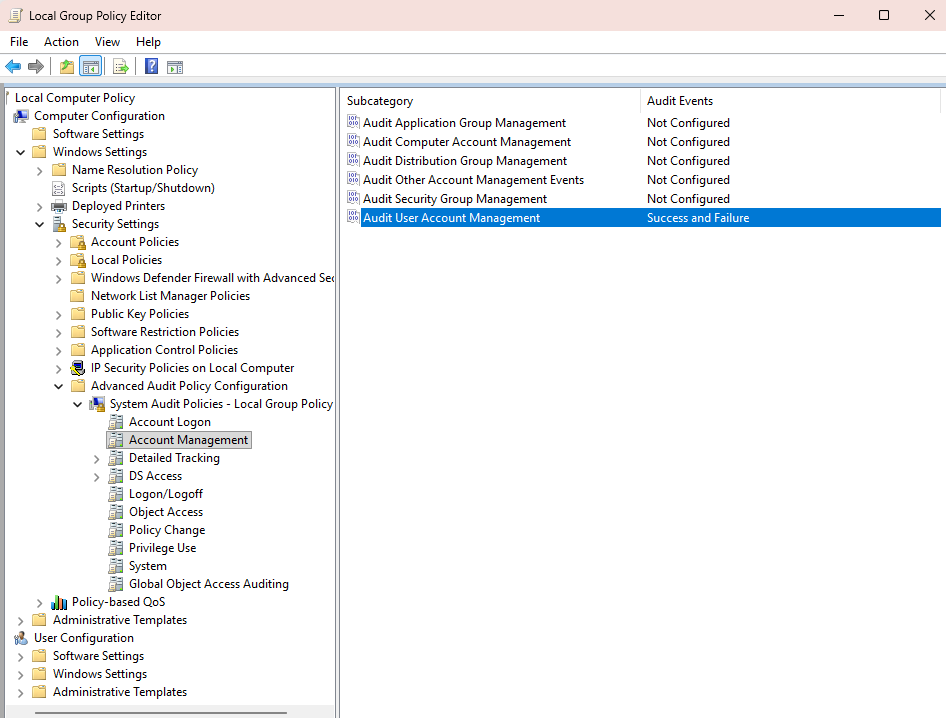 Local Group Policy Editor
File Action View Help
Local Computer Policy
Computer Configuration
Software Settings
Windows Settings
Name Resolution Policy
Scripts (Startup/Shutdown)
Deployed Printers
Security Settings
Account Policies
Local Policies
Windows Defender Firewall with Advanced Sec
Network List Manager Policies
Public Key Policies
Software Restriction Policies
Application Control Policies
IP Security Policies on Local Computer
Advanced Audit Policy Configuration
System Audit Policies - Local Group Policy
Account Logon
Account Management
Detailed Tracking
DS Access
Logon/Logoff
Object Access
Policy Change
Privilege Use
System
Global Object Access Auditing
Policy-based QoS
Administrative Templates
User Configuration
Software Settings
Windows Settings
Administrative Templates
Subcategory Audit Events
Audit Application Group Management Not Configured
Audit Computer Account Management Not Configured
Audit Distribution Group Management Not Configured
Audit Other Account Management Events Not Configured
Audit Security Group Management Not Configured
Audit User Account Management Success and Failure